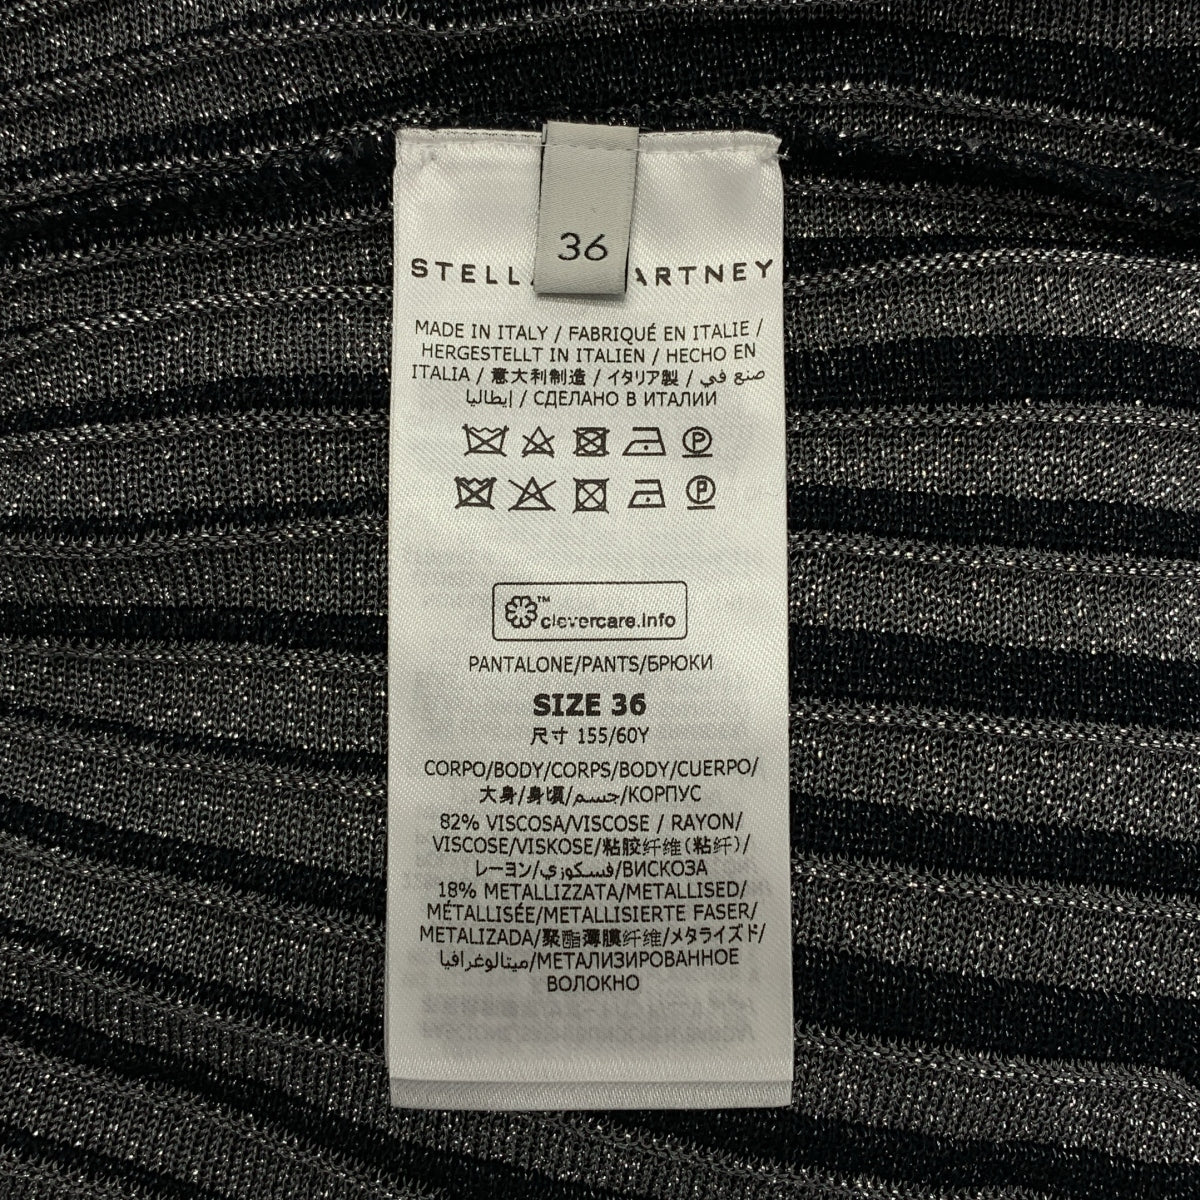 36
STELL ARTNEY
MADE IN ITALY / FABRIQUÉ EN ITALIE /
HERGESTELLT IN ITALIEN / HECHO EN
ITALIA / 意大利制造 / イタリア製 / صنع في
إيطاليا / СДЕЛАНО В ИТАЛИИ
P
P
™
clevercare.info
PANTALONE/PANTS/БРЮКИ
SIZE 36
尺寸 155/60Y
CORPO/BODY/CORPS/BODY/CUERPO/
大身/身頃/جسم/КОРПУС
82% VISCOSA/VISCOSE / RAYON/
VISCOSE/VISKOSE/粘胶纤维(粘纤)/
レーヨン/فسكوزي/ВИСКОЗА
18% METALLIZZATA/METALLISED/
MÉTALLISÉE/METALLISIERTE FASER/
METALIZADA/聚酯薄膜纤维/メタライズド/
ميتالوغرافيا/МЕТАЛИЗИРОВАННОЕ
ВОЛОКНО